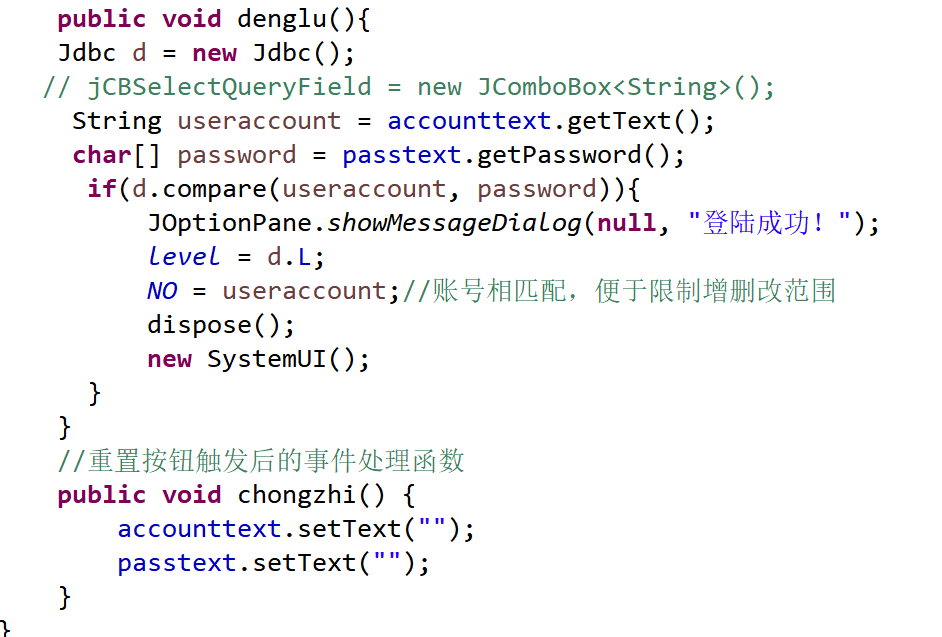 public void denglu(){
Jdbc d = new Jdbc();
// jCBSelectQueryField = new JComboBox<String>();
String useraccount = accounttext.getText();
char[] password = passtext.getPassword();
if(d.compare(useraccount, password)){
JOptionPane.showMessageDialog(null, "登陆成功！");
level = d.L;
NO = useraccount;//账号相匹配，便于限制增删改范围
dispose();
new SystemUI();
}
}
//重置按钮触发后的事件处理函数
public void chongzhi() {
accounttext.setText("");
passtext.setText("");
}
}